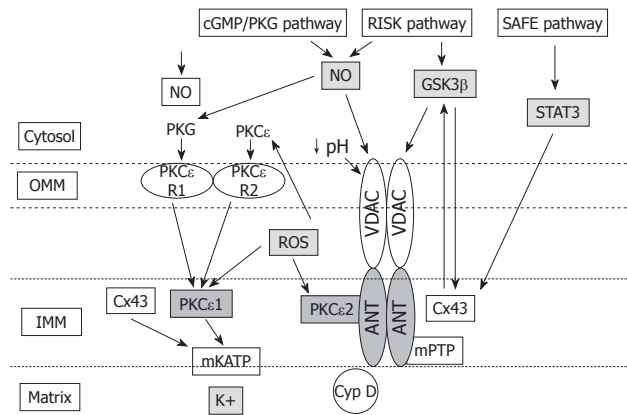 cGMP/PKG pathway
RISK pathway
SAFE pathway
NO
NO
GSK3β
STAT3
Cytosol
PKG
PKCε
↓ pH
OMM
PKCε
R1
PKCε
R2
VDAC
VDAC
ROS
IMM
Cx43
PKCε1
PKCε2
ANT
ANT
Cx43
mKATP
mPTP
Matrix
K+
Cyp D